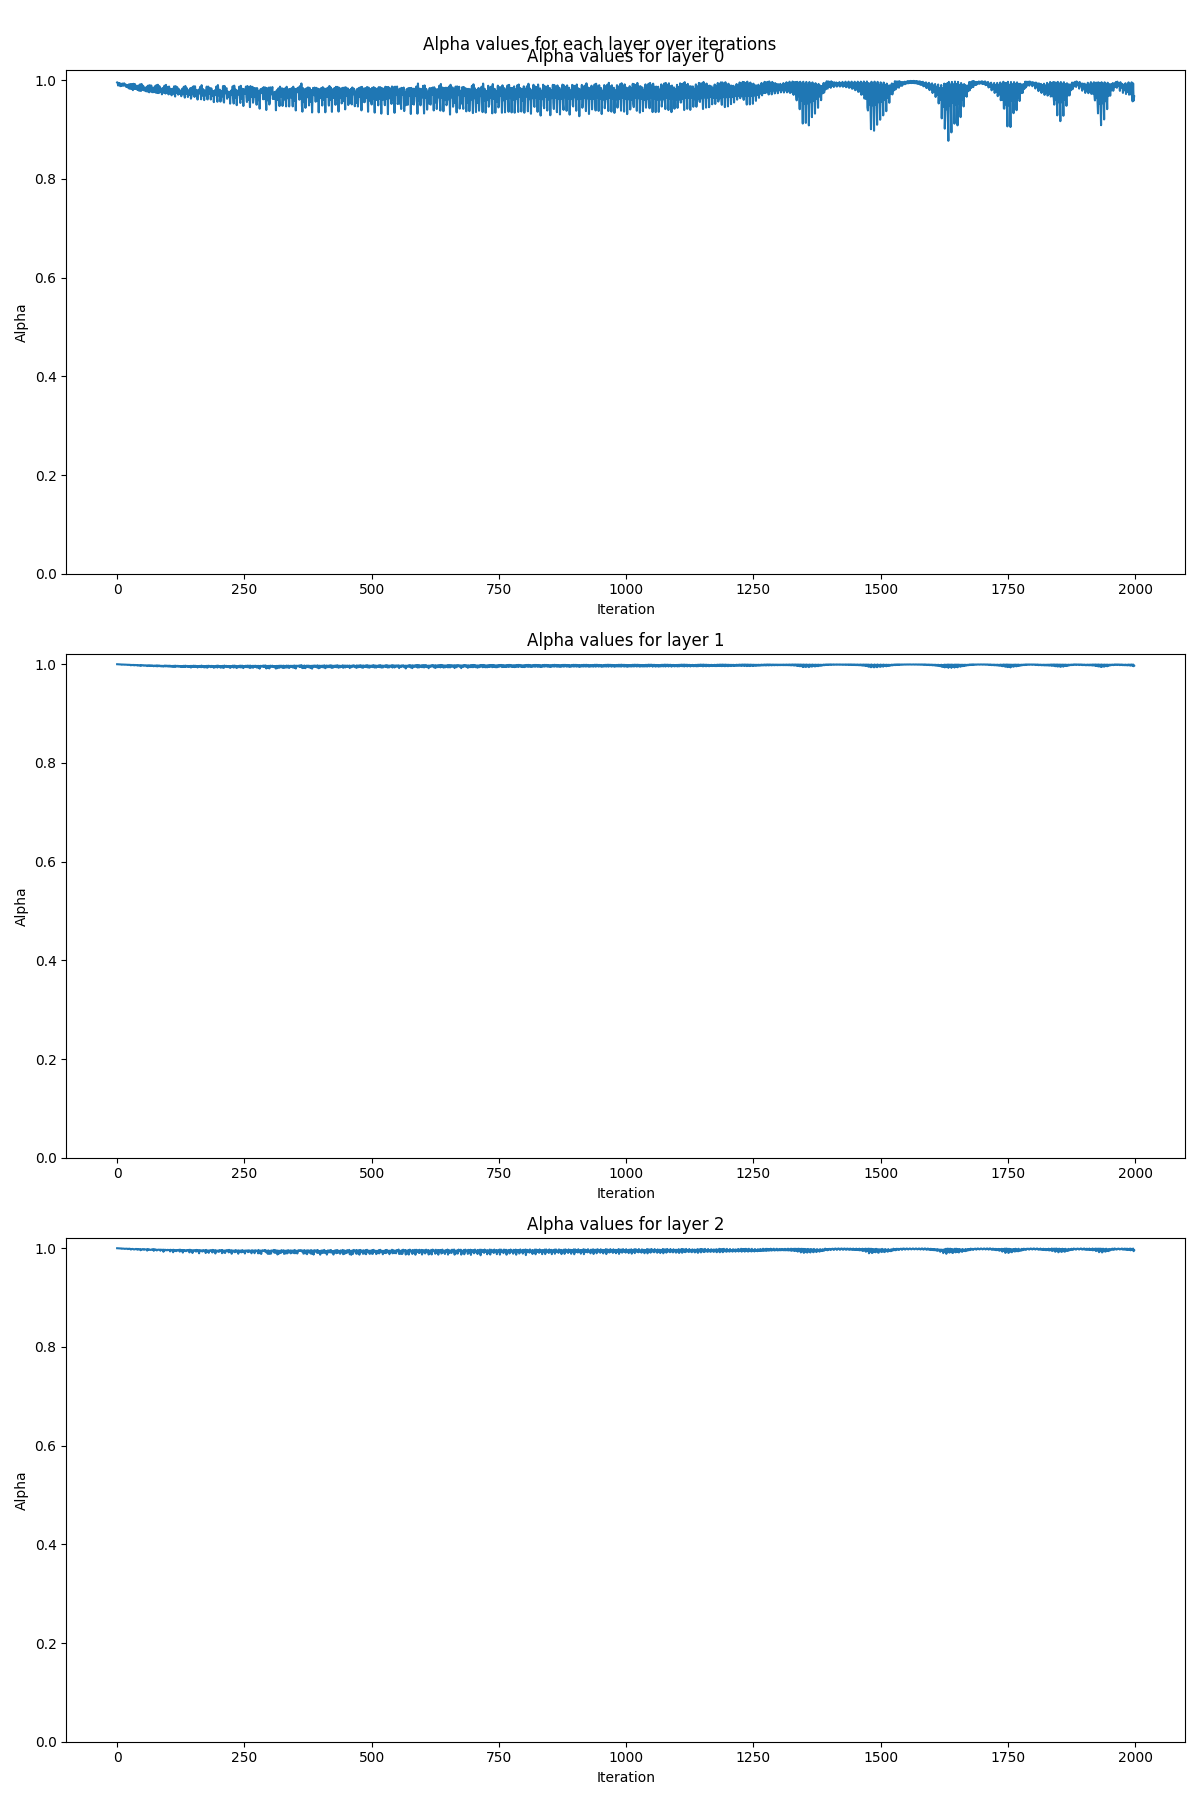 Alpha values for each layer over iterations
Alpha values for layer 0
1.0
0.8
0.6
0.4
0.2
0.0
Alpha
0 250 500 750 1000 1250 1500 1750 2000
Iteration
Alpha values for layer 1
1.0
0.8
0.6
0.4
0.2
0.0
Alpha
0 250 500 750 1000 1250 1500 1750 2000
Iteration
Alpha values for layer 2
1.0
0.8
0.6
0.4
0.2
0.0
Alpha
0 250 500 750 1000 1250 1500 1750 2000
Iteration